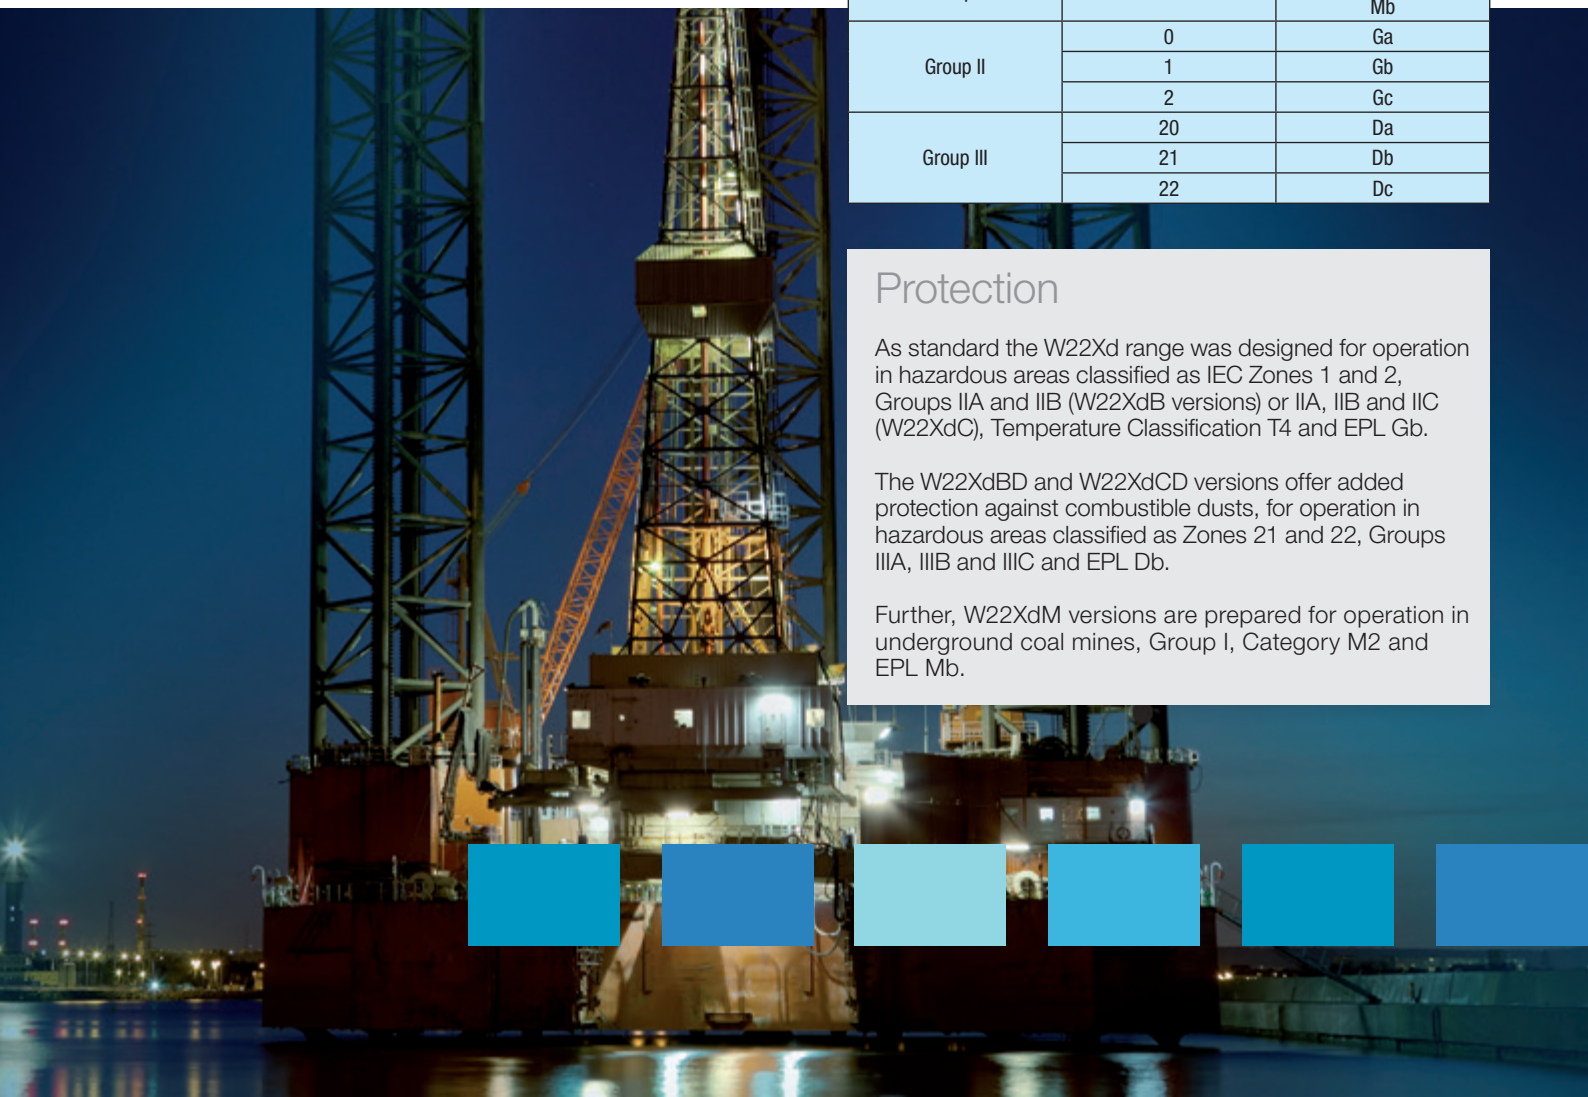 Mb
Group II
0 Ga
1 Gb
2 Gc
Group III
20 Da
21 Db
22 Dc
Protection
As standard the W22Xd range was designed for operation
in hazardous areas classified as IEC Zones 1 and 2,
Groups IIA and IIB (W22XdB versions) or IIA, IIB and IIC
(W22XdC), Temperature Classification T4 and EPL Gb.
The W22XdBD and W22XdCD versions offer added
protection against combustible dusts, for operation in
hazardous areas classified as Zones 21 and 22, Groups
IIIA, IIIB and IIIC and EPL Db.
Further, W22XdM versions are prepared for operation in
underground coal mines, Group I, Category M2 and
EPL Mb.